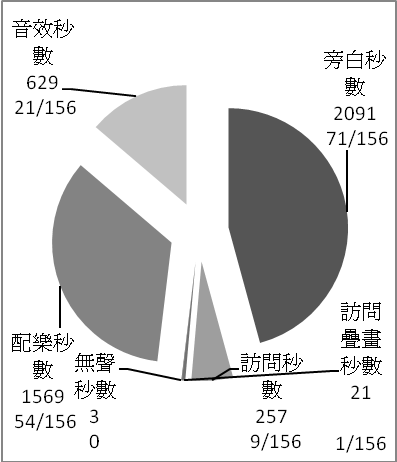 音效秒
數
629
21/156
旁白秒
數
2091
71/156
訪問
疊畫
秒數
21
1/156
訪問秒
數
257
9/156
無聲
秒數
3
0
配樂秒
數
1569
54/156